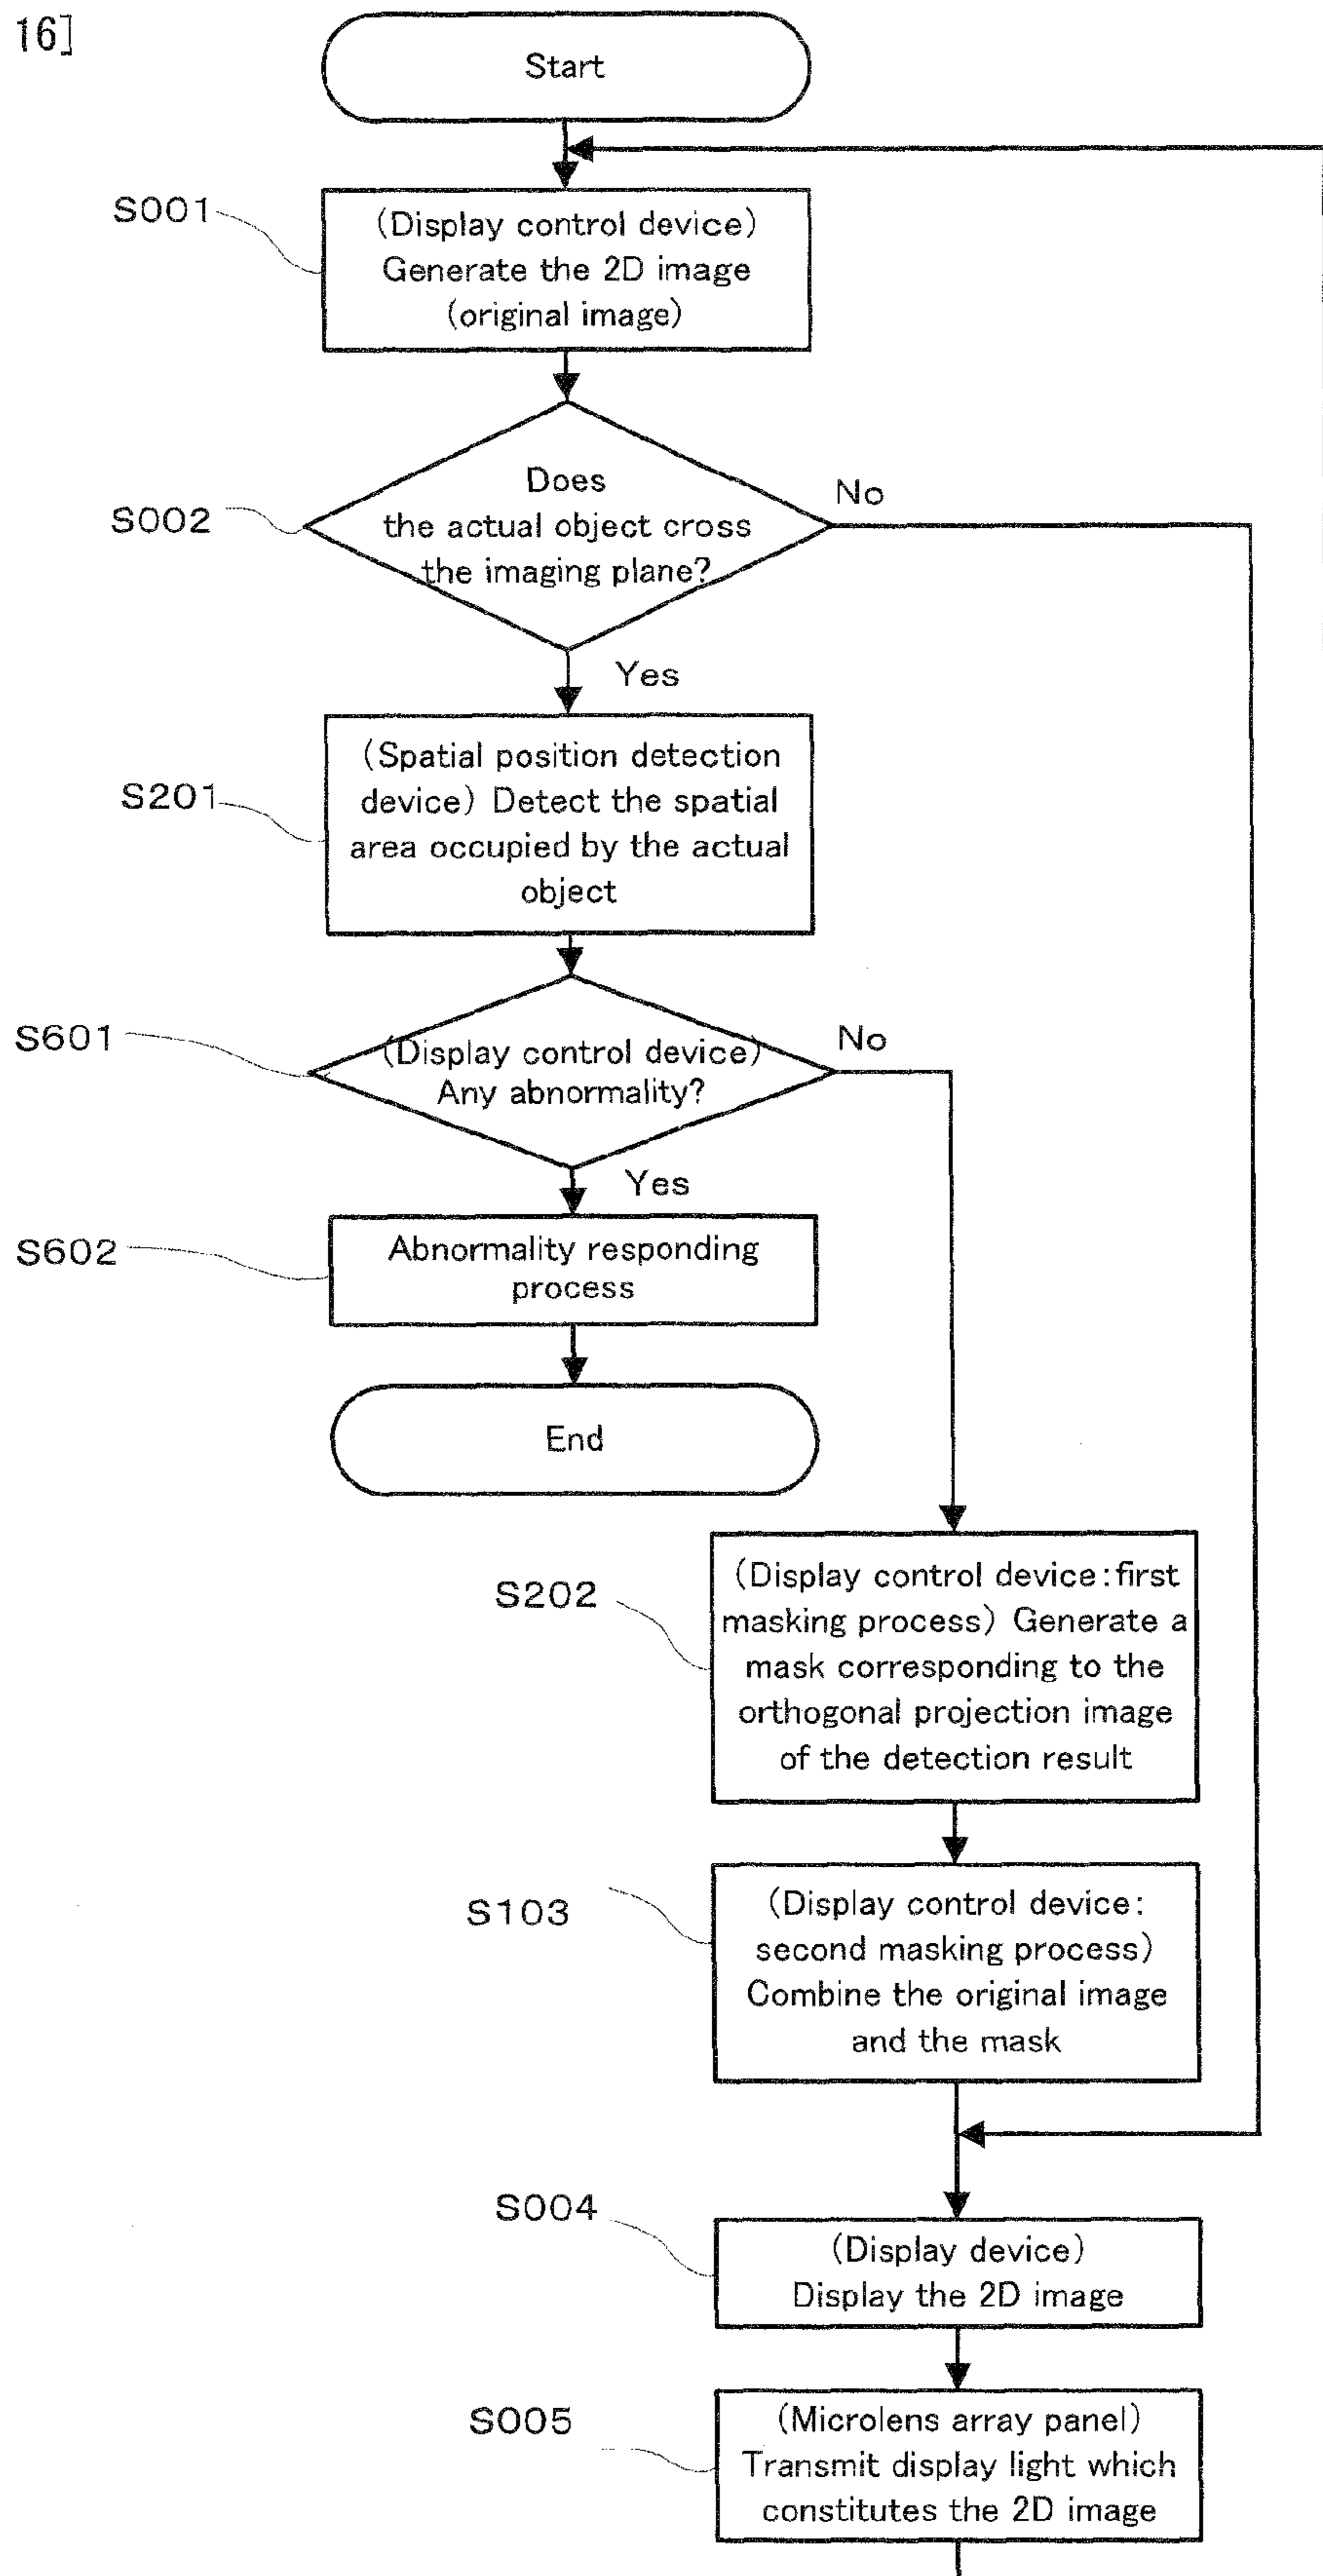 16]
Start
S001
(Display control device)
Generate the 2D image
(original image)
S002
Does
the actual object cross
the imaging plane?
No
Yes
S201
(Spatial position detection
device) Detect the spatial
area occupied by the actual
object
S601
(Display control device)
Any abnormality?
No
Yes
S602
Abnormality responding
process
End
S202
(Display control device:first
masking process) Generate a
mask corresponding to the
orthogonal projection image
of the detection result
S103
(Display control device:
second masking process)
Combine the original image
and the mask
S004
(Display device)
Display the 2D image
S005
(Microlens array panel)
Transmit display light which
constitutes the 2D image